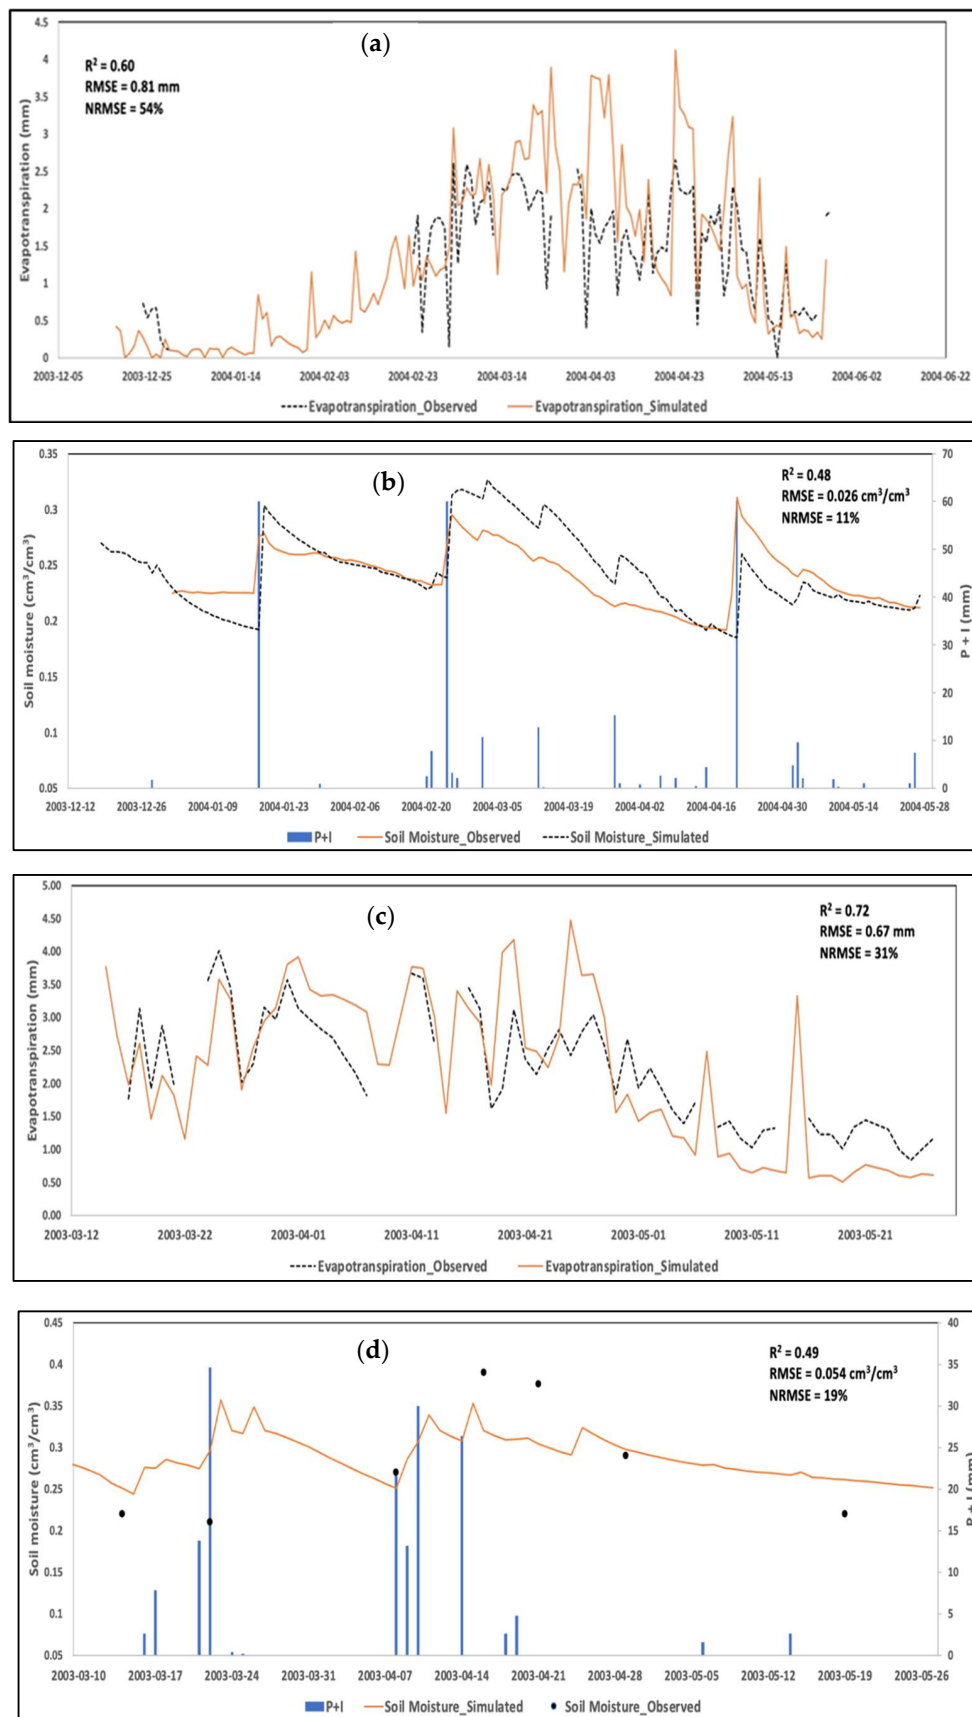 (a)
R² = 0.60
RMSE = 0.81 mm
NRMSE = 54%
Evapotranspiration (mm)
4.5
4
3.5
3
2.5
2
1.5
1
0.5
0
2003-12-05 2003-12-25 2004-01-14 2004-02-03 2004-02-23 2004-03-14 2004-04-03 2004-04-23 2004-05-13 2004-06-02 2004-06-22
Evapotranspiration_Observed Evapotranspiration_Simulated
(b)
R² = 0.48
RMSE = 0.026 cm³/cm³
NRMSE = 11%
Soil moisture (cm³/cm³)
0.35
0.3
0.25
0.2
0.15
0.1
0.05
P + I (mm)
70
60
50
40
30
20
10
0
2003-12-12 2003-12-26 2004-01-09 2004-01-23 2004-02-06 2004-02-20 2004-03-05 2004-03-19 2004-04-02 2004-04-16 2004-04-30 2004-05-14 2004-05-28
P+I Soil Moisture_Observed Soil Moisture_Simulated
(c)
R² = 0.72
RMSE = 0.67 mm
NRMSE = 31%
Evapotranspiration (mm)
5.00
4.50
4.00
3.50
3.00
2.50
2.00
1.50
1.00
0.50
0.00
2003-03-12 2003-03-22 2003-04-01 2003-04-11 2003-04-21 2003-05-01 2003-05-11 2003-05-21
Evapotranspiration_Observed Evapotranspiration_Simulated
(d)
R² = 0.49
RMSE = 0.054 cm³/cm³
NRMSE = 19%
Soil moisture (cm³/cm³)
0.45
0.4
0.35
0.3
0.25
0.2
0.15
0.1
0.05
P + I (mm)
40
35
30
25
20
15
10
5
0
2003-03-10 2003-03-17 2003-03-24 2003-03-31 2003-04-07 2003-04-14 2003-04-21 2003-04-28 2003-05-05 2003-05-12 2003-05-19 2003-05-26
P+I Soil Moisture_Simulated Soil Moisture_Observed